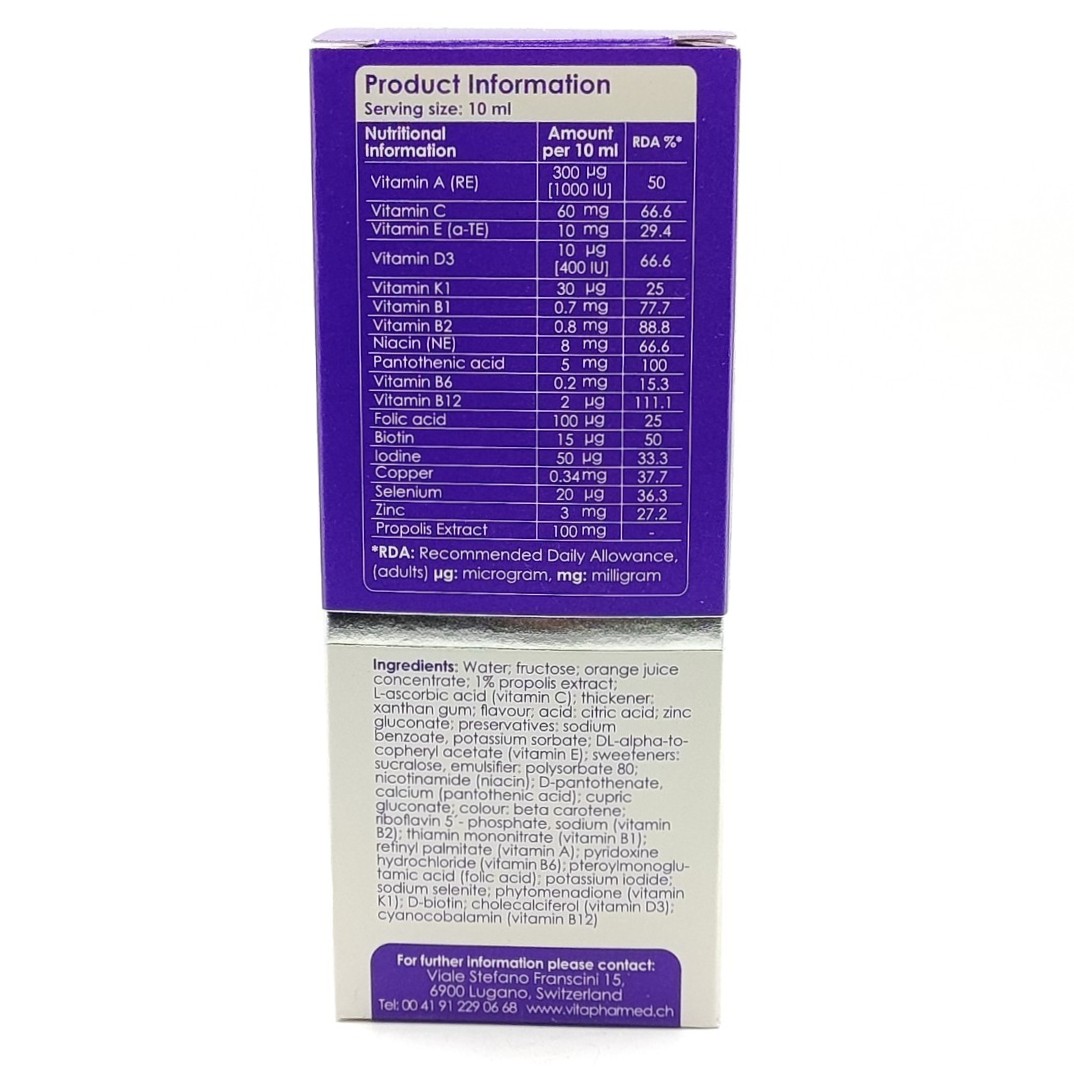 Product Information
Serving size: 10 ml
Nutritional Information Amount per 10 ml RDA %*
Vitamin A (RE) 300 µg [1000 IU] 50
Vitamin C 60 mg 66.6
Vitamin E (a-TE) 10 mg 29.4
Vitamin D3 10 µg [400 IU] 66.6
Vitamin K1 30 µg 25
Vitamin B1 0.7 mg 77.7
Vitamin B2 0.8 mg 88.8
Niacin (NE) 8 mg 66.6
Pantothenic acid 5 mg 100
Vitamin B6 0.2 mg 15.3
Vitamin B12 2 µg 111.1
Folic acid 100 µg 25
Biotin 15 µg 50
Iodine 50 µg 33.3
Copper 0.34 mg 37.7
Selenium 20 µg 36.3
Zinc 3 mg 27.2
Propolis Extract 100 mg -
*RDA: Recommended Daily Allowance,
(adults) µg: microgram, mg: milligram
Ingredients: Water; fructose; orange juice
concentrate; 1% propolis extract;
L-ascorbic acid (vitamin C); thickener:
xanthan gum; flavour; acid: citric acid; zinc
gluconate; preservatives: sodium
benzoate, potassium sorbate; DL-alpha-to-
copheryl acetate (vitamin E); sweeteners:
sucralose, emulsifier: polysorbate 80;
nicotinamide (niacin); D-pantothenate,
calcium (pantothenic acid); cupric
gluconate; colour: beta carotene;
riboflavin 5´- phosphate, sodium (vitamin
B2); thiamin mononitrate (vitamin B1);
retinyl palmitate (vitamin A); pyridoxine
hydrochloride (vitamin B6); pteroylmonoglu-
tamic acid (folic acid); potassium iodide;
sodium selenite; phytomenadione (vitamin
K1); D-biotin; cholecalciferol (vitamin D3);
cyanocobalamin (vitamin B12)
For further information please contact:
Viale Stefano Franscini 15,
6900 Lugano, Switzerland
Tel: 00 41 91 229 06 68 www.vitapharmed.ch